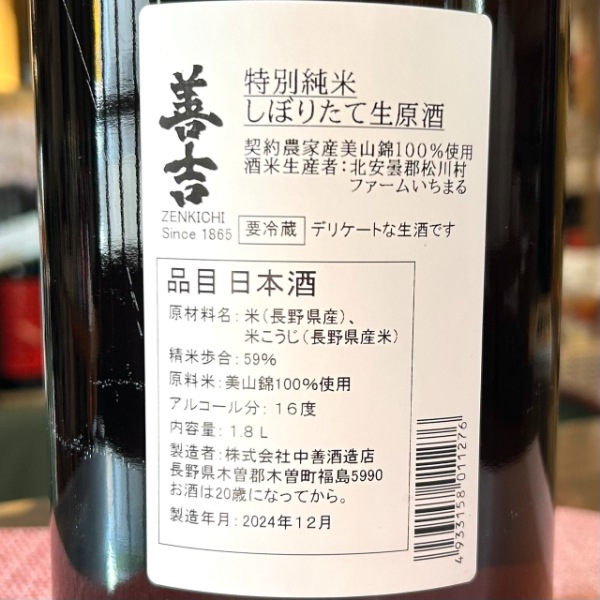 善吉
ZENKICHI
Since 1865
特別純米
しぼりたて生原酒
契約農家産美山錦100%使用
酒米生産者：北安曇郡松川村
ファームいちまる
要冷蔵 デリケートな生酒です
品目 日本酒
原材料名：米（長野県産）、
米こうじ（長野県産米）
精米歩合：59%
原料米：美山錦100%使用
アルコール分：16度
内容量：1.8L
製造者：株式会社中善酒造店
長野県木曽郡木曽町福島5990
お酒は20歳になってから。
製造年月：2024年12月
4933158011276